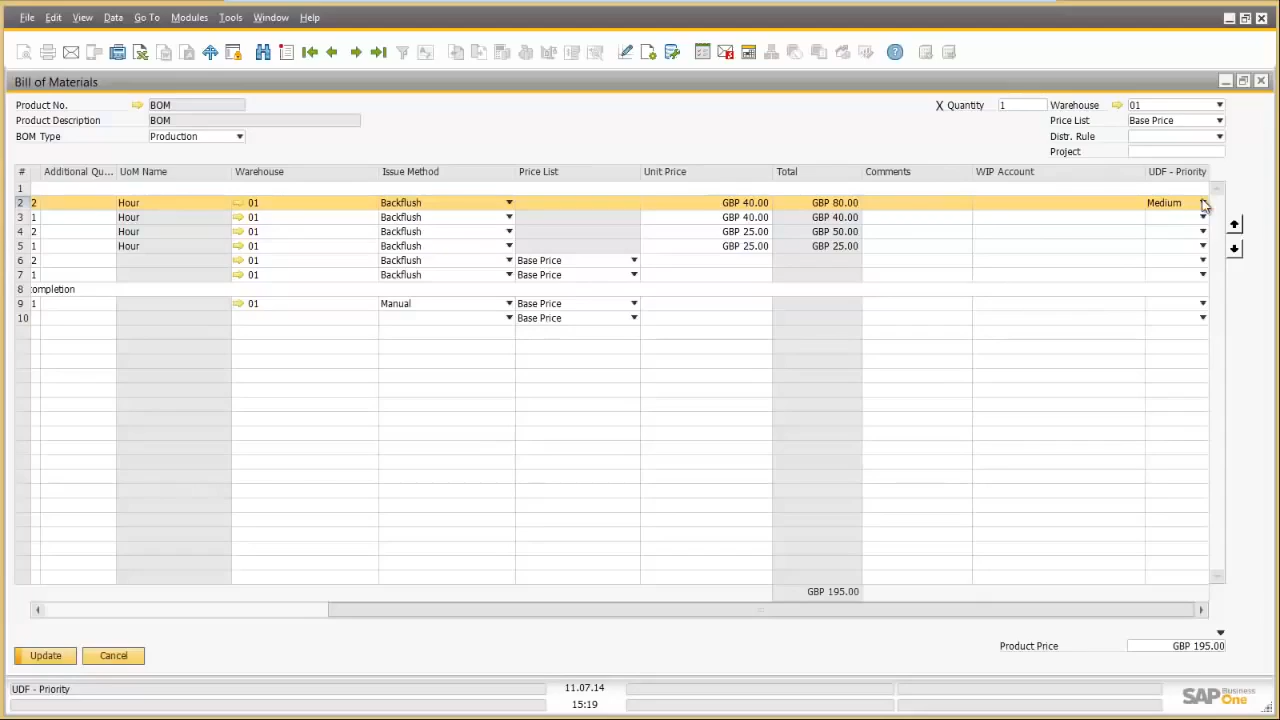 File Edit View Data Go To Modules Tools Window Help
Bill of Materials
Product No. BOM X Quantity 1 Warehouse 01
Product Description BOM Price List Base Price
BOM Type Production Distr. Rule
Project
# Additional Qu... UoM Name Warehouse Issue Method Price List Unit Price Total Comments WIP Account UDF - Priority
1
2 2 Hour 01 Backflush GBP 40.00 GBP 80.00 Medium
3 1 Hour 01 Backflush GBP 40.00 GBP 40.00
4 2 Hour 01 Backflush GBP 25.00 GBP 50.00
5 1 Hour 01 Backflush GBP 25.00 GBP 25.00
6 2 01 Backflush Base Price
7 1 01 Backflush Base Price
8 ompletion
9 1 01 Manual Base Price
10 Base Price
GBP 195.00
Product Price GBP 195.00
Update Cancel
UDF - Priority 11.07.14
15:19
SAP Business One